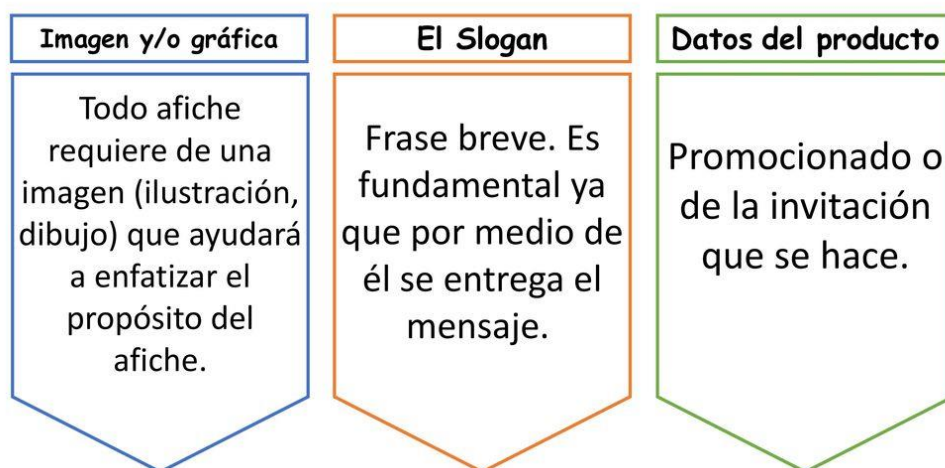 Imagen y/o gráfica
Todo afiche
requiere de una
imagen (ilustración,
dibujo) que ayudará
a enfatizar el
propósito del
afiche.
El Slogan
Frase breve. Es
fundamental ya
que por medio de
él se entrega el
mensaje.
Datos del producto
Promocionado o
de la invitación
que se hace.